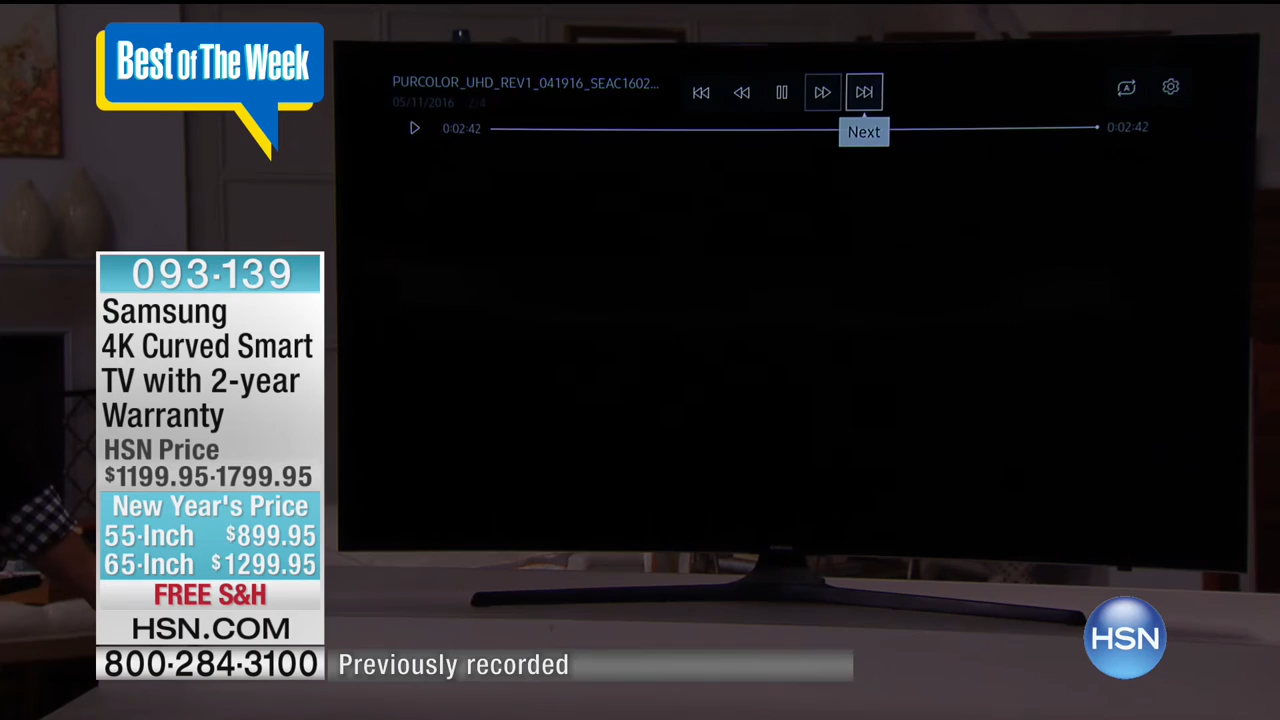 BEST OF THE WEEK
PURCOLOR_UHD_REV1_041916_SEAC1602...
05/11/2016 2/4
0:02:42
0:02:42
Next
093·139
Samsung
4K Curved Smart
TV with 2-year
Warranty
HSN Price
$1199.95-1799.95
New Year's Price
55-Inch $899.95
65-Inch $1299.95
FREE S&H
HSN.COM
800·284·3100
Previously recorded
HSN